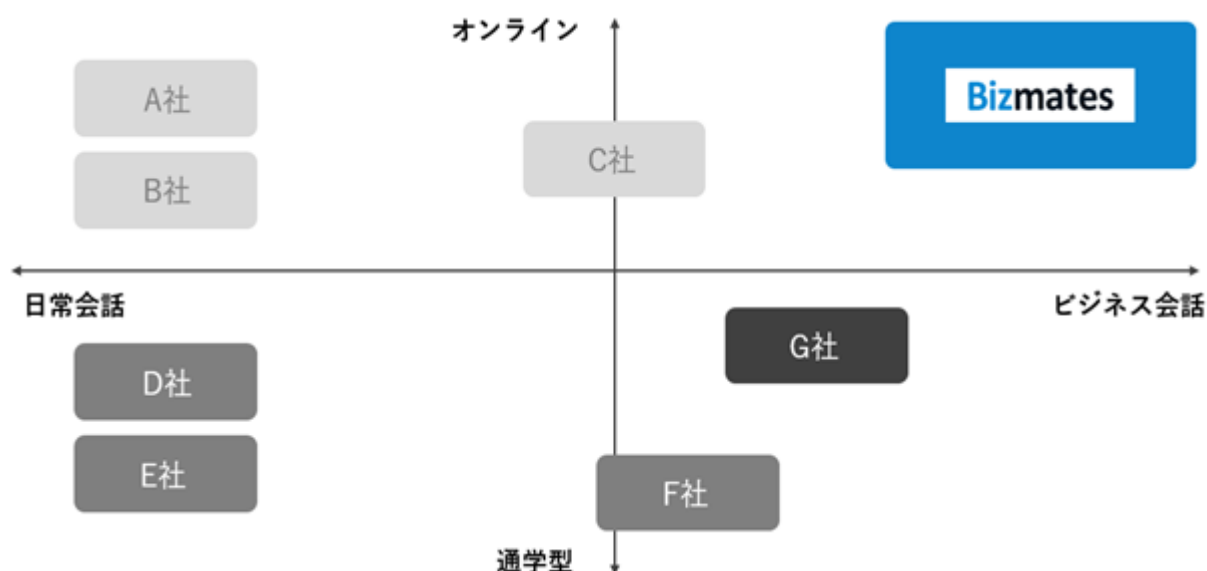 オンライン
Bizmates
A社
C社
B社
日常会話
ビジネス会話
G社
D社
E社
F社
通学型